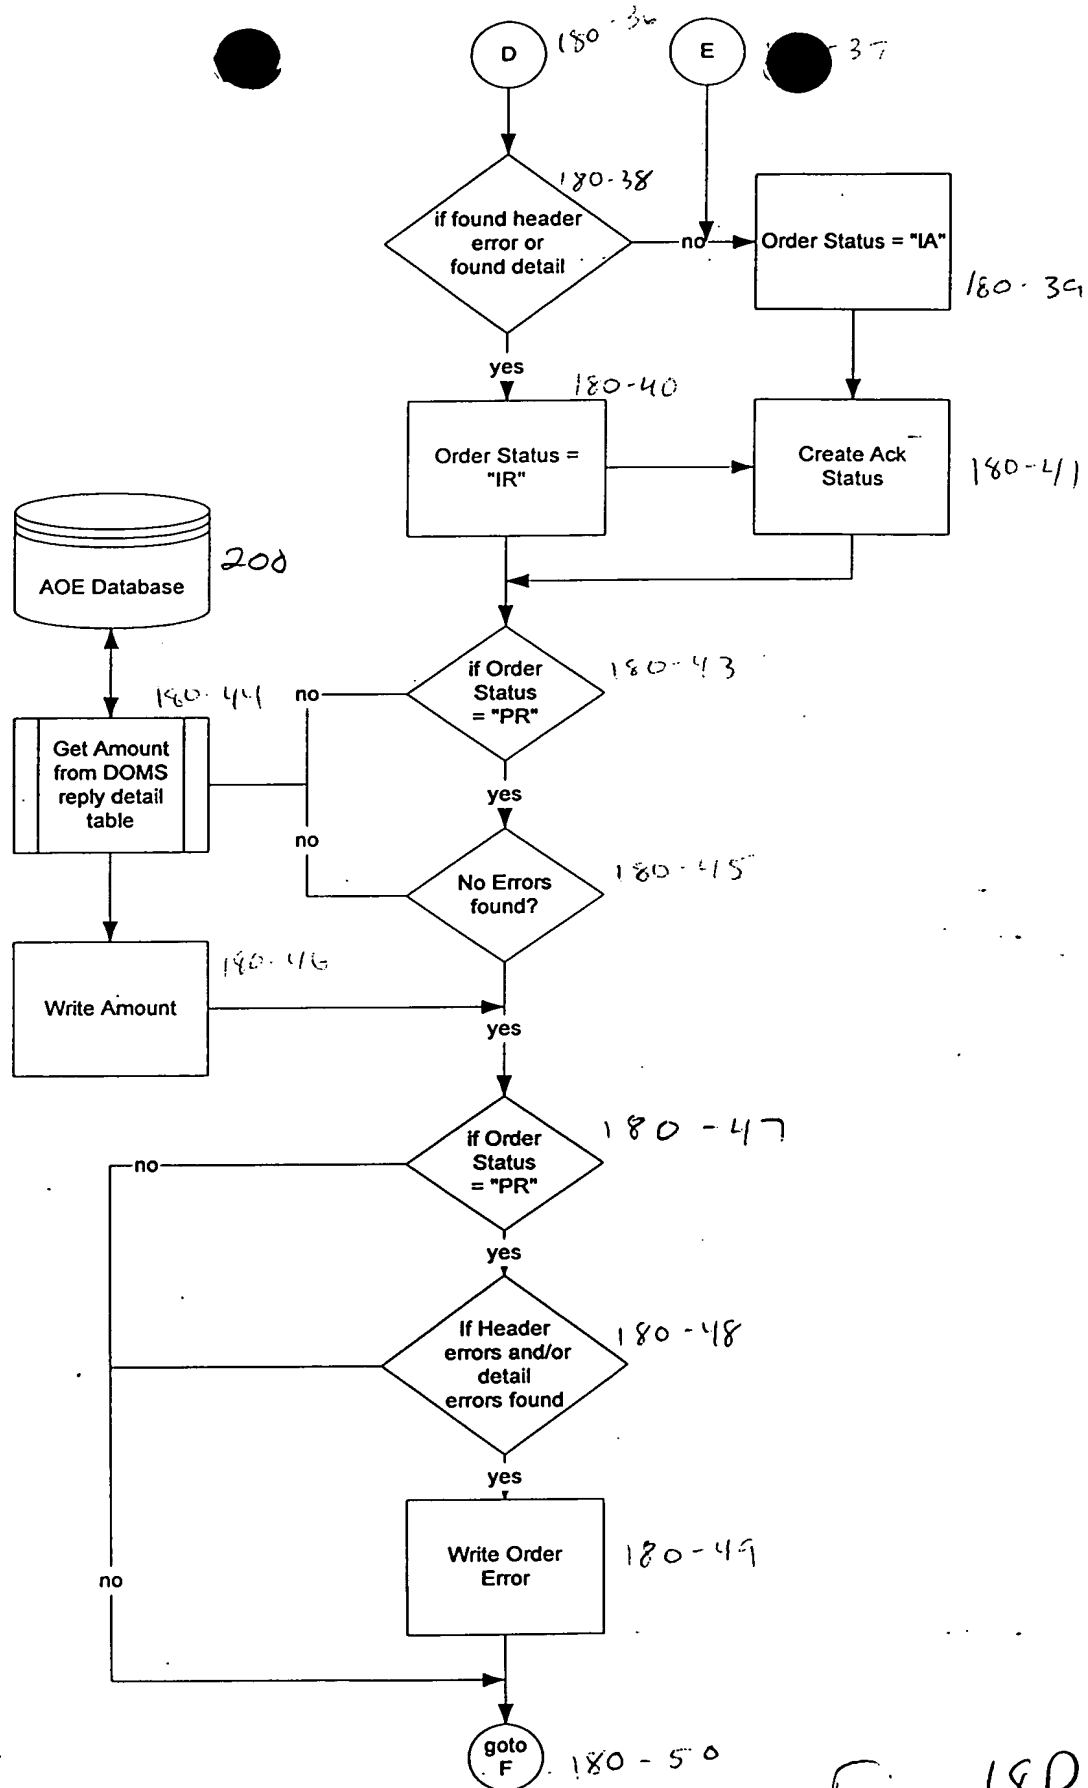 D
180-36
E
-37
180-38
if found header
error or
found detail
no
Order Status = "IA"
180-39
yes
180-40
Order Status =
"IR"
Create Ack
Status
180-41
AOE Database
200
if Order
Status
= "PR"
180-43
180-44
no
Get Amount
from DOMS
reply detail
table
yes
no
No Errors
found?
180-45
180-46
Write Amount
yes
if Order
Status
= "PR"
180-47
no
yes
If Header
errors and/or
detail
errors found
180-48
yes
Write Order
Error
180-49
no
goto
F
180-50